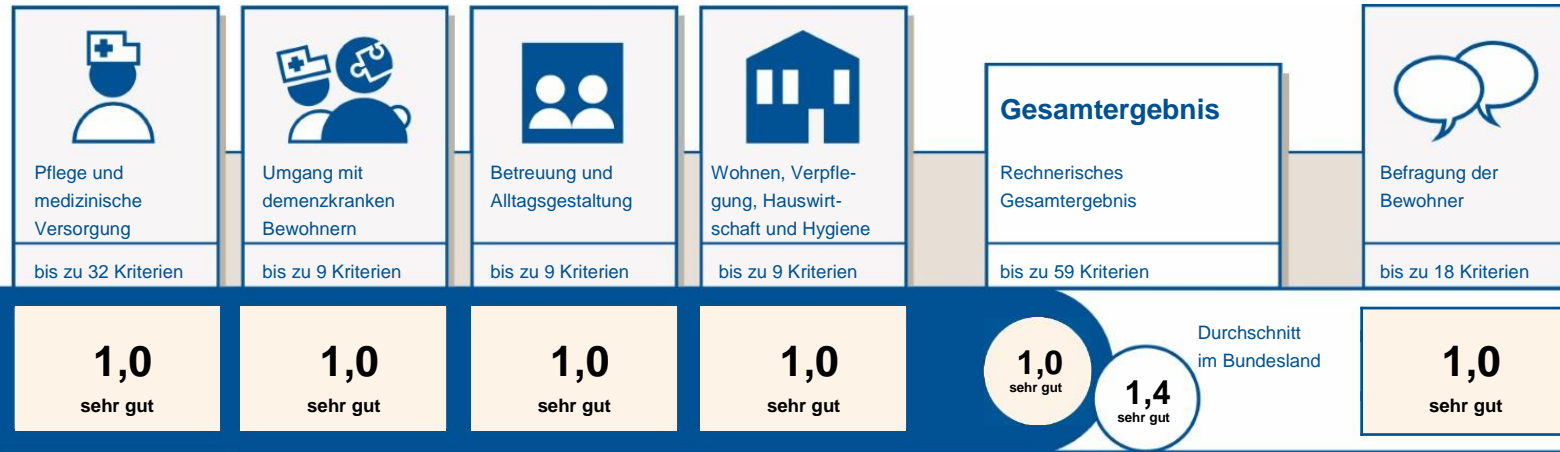 Pflege und
medizinische
Versorgung
bis zu 32 Kriterien
1,0
sehr gut
Umgang mit
demenzkranken
Bewohnern
bis zu 9 Kriterien
1,0
sehr gut
Betreuung und
Alltagsgestaltung
bis zu 9 Kriterien
1,0
sehr gut
Wohnen, Verpfle-
gung, Hauswirt-
schaft und Hygiene
bis zu 9 Kriterien
1,0
sehr gut
Gesamtergebnis
Rechnerisches
Gesamtergebnis
bis zu 59 Kriterien
1,0
sehr gut
Durchschnitt
im Bundesland
1,4
sehr gut
Befragung der
Bewohner
bis zu 18 Kriterien
1,0
sehr gut